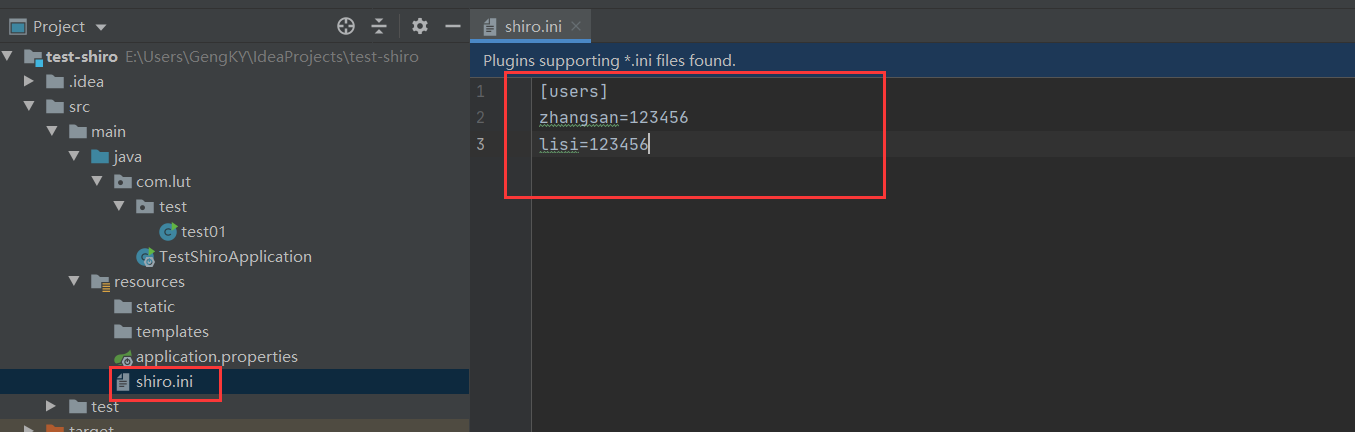 Project
shiro.ini
test-shiro E:\Users\GengKY\IdeaProjects\test-shiro
Plugins supporting *.ini files found.
.idea
src
main
java
com.lut
test
test01
TestShiroApplication
resources
static
templates
application.properties
shiro.ini
test
target
1 [users]
2 zhangsan=123456
3 lisi=123456